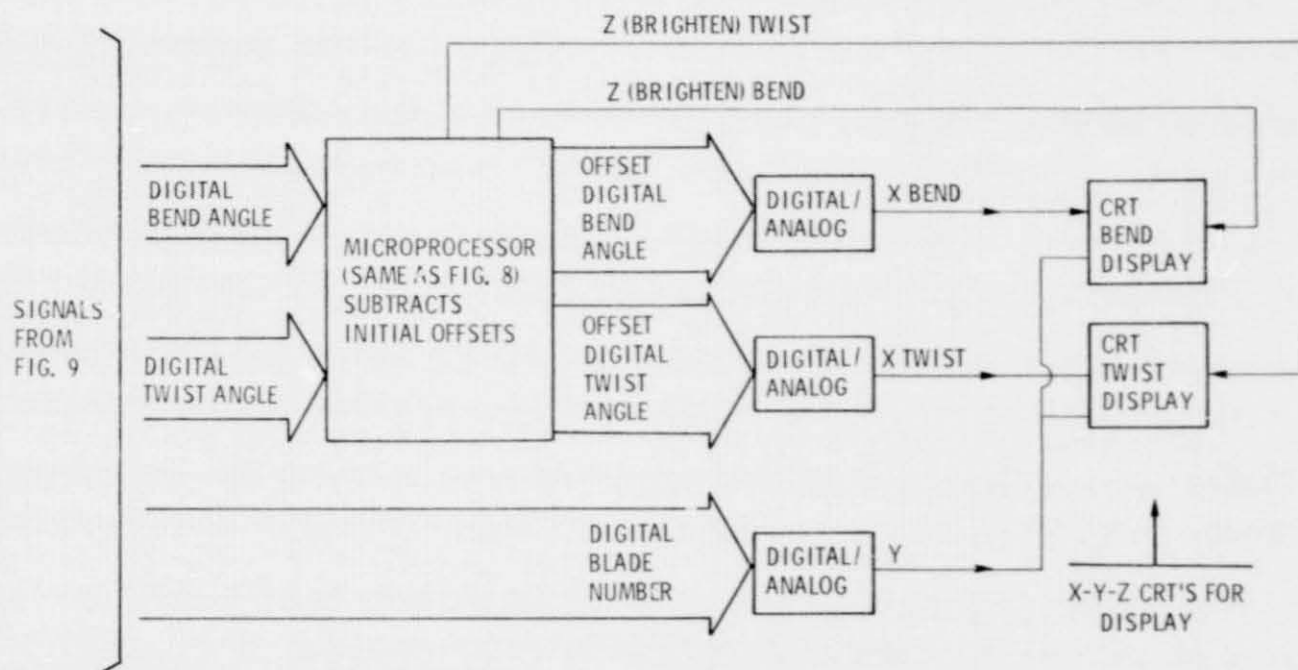 Z (BRIGHTEN) TWIST
Z (BRIGHTEN) BEND
SIGNALS
FROM
FIG. 9
DIGITAL
BEND ANGLE
DIGITAL
TWIST ANGLE
MICROPROCESSOR
(SAME AS FIG. 8)
SUBTRACTS
INITIAL OFFSETS
OFFSET
DIGITAL
BEND
ANGLE
OFFSET
DIGITAL
TWIST
ANGLE
DIGITAL
BLADE
NUMBER
DIGITAL/
ANALOG
X BEND
DIGITAL/
ANALOG
X TWIST
DIGITAL/
ANALOG
Y
CRT
BEND
DISPLAY
CRT
TWIST
DISPLAY
X-Y-Z CRT'S FOR
DISPLAY